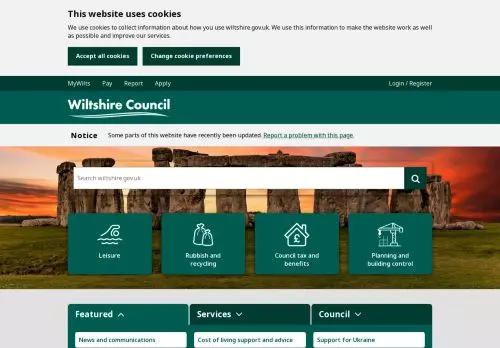 This website uses cookies
We use cookies to collect information about how you use wiltshire.gov.uk. We use this information to make the website work as well
as possible and improve our services.
Accept all cookies
Change cookie preferences
MyWilts
Pay
Report
Apply
Login / Register
Wiltshire Council
Notice
Some parts of this website have recently been updated. Report a problem with this page.
Search wiltshire.gov.uk
Leisure
Rubbish and
recycling
Council tax and
benefits
Planning and
building control
Featured
Services
Council
News and communications
Cost of living support and advice
Support for Ukraine